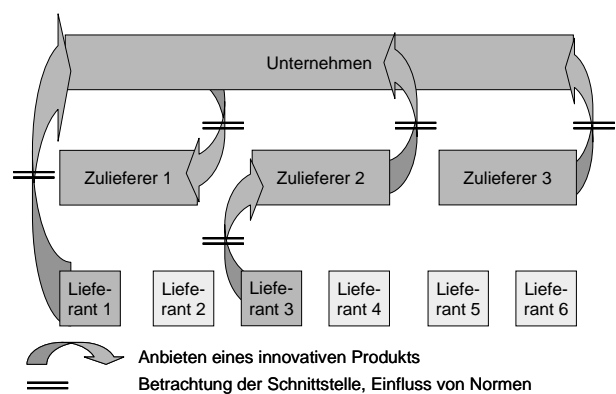 Unternehmen
Zulieferer 1
Zulieferer 2
Zulieferer 3
Liefe-
rant 1
Liefe-
rant 2
Liefe-
rant 3
Liefe-
rant 4
Liefe-
rant 5
Liefe-
rant 6
Anbieten eines innovativen Produkts
Betrachtung der Schnittstelle, Einfluss von Normen